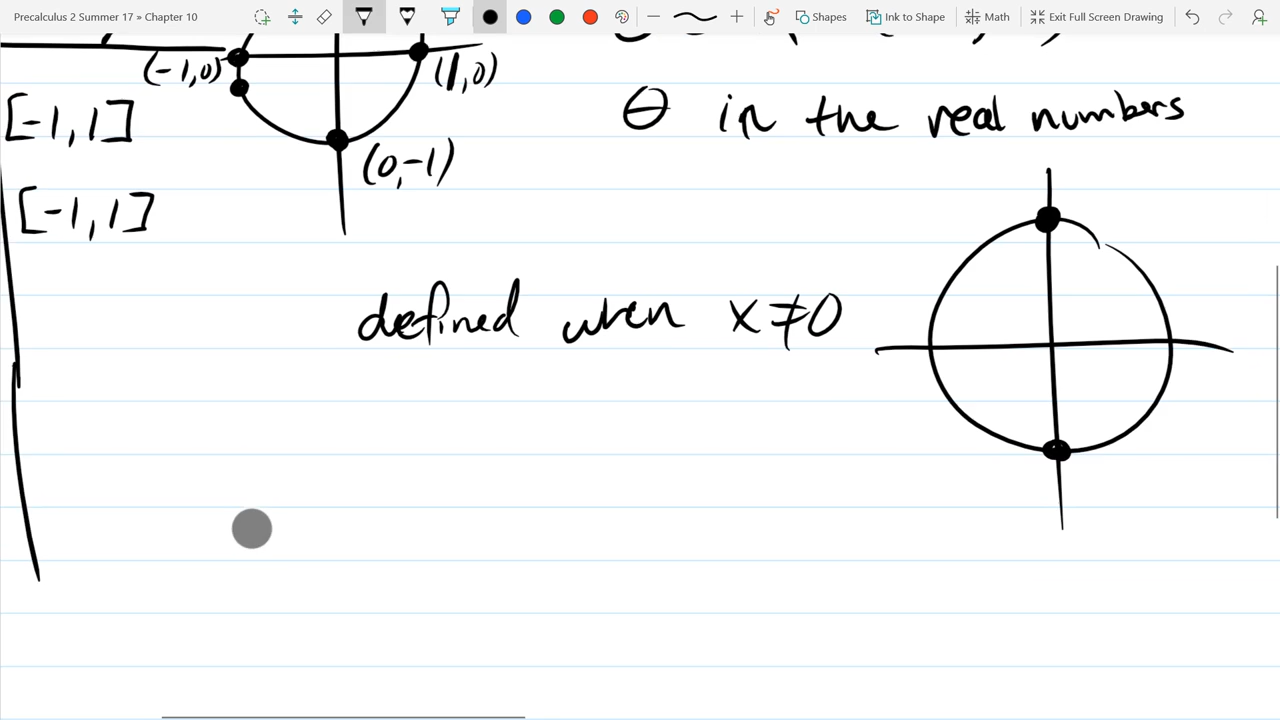 Precalculus 2 Summer 17 » Chapter 10
Shapes
Ink to Shape
Math
Exit Full Screen Drawing
(-1,0)
(1,0)
[-1,1]
θ in the real numbers
(0,-1)
[-1,1]
defined when x≠0